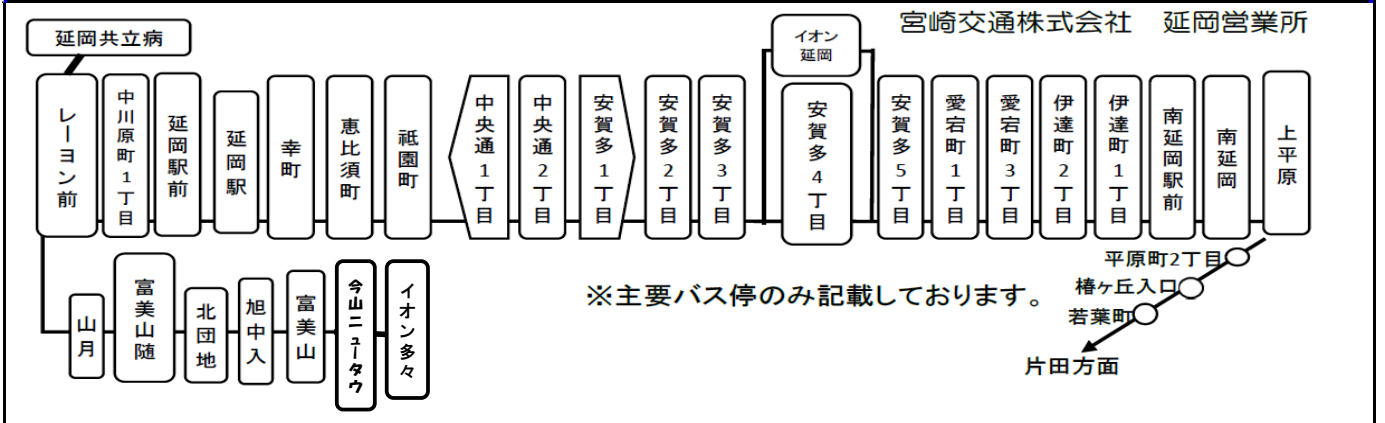 宮崎交通株式会社　延岡営業所
延岡共立病
レーヨン前
中川原町1丁目
延岡駅前
延岡駅
幸町
恵比須町
祗園町
中央通1丁目
中央通2丁目
安賀多1丁目
安賀多2丁目
安賀多3丁目
イオン
延岡
安賀多4丁目
安賀多5丁目
愛宕町1丁目
愛宕町3丁目
伊達町2丁目
伊達町1丁目
南延岡駅前
南延岡
上平原
平原町2丁目
椿ヶ丘入口
若葉町
片田方面
※主要バス停のみ記載しております。
山月
富美山随
北団地
旭中入
富美山
今山ニュータウ
イオン多々